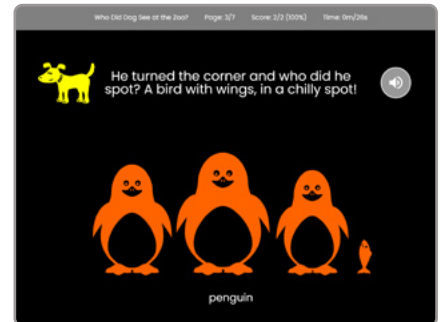 Who Did Dog See at the Zoo? Page: 3/7 Score: 2/2 (100%) Time: 0m/26s
He turned the corner and who did he
spot? A bird with wings, in a chilly spot!
penguin